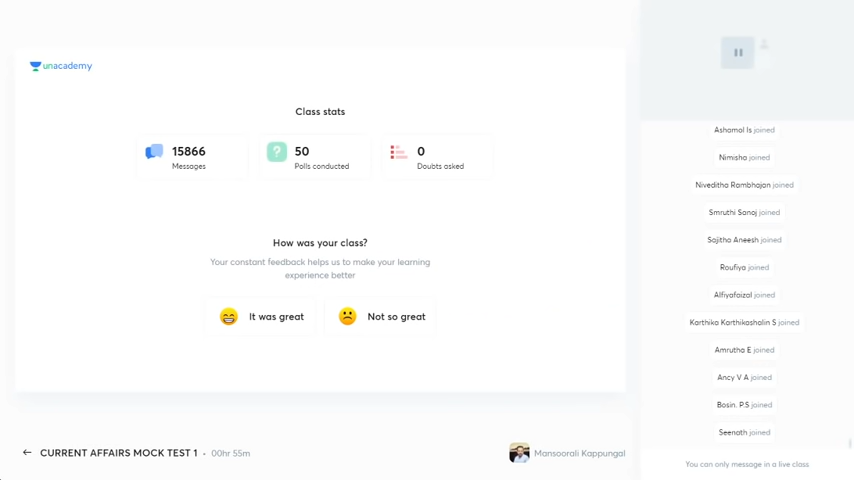 unacademy
Class stats
15866
Messages
50
Polls conducted
0
Doubts asked
How was your class?
Your constant feedback helps us to make your learning
experience better
It was great
Not so great
CURRENT AFFAIRS MOCK TEST 1 • 00hr 55m
Mansoorali Kappungal
Ashamol Is joined
Nimisha joined
Niveditha Rambhajan joined
Smruthi Sanoj joined
Sajitha Aneesh joined
Roufiya joined
Alfiyafaizal joined
Karthika Karthikashalin S joined
Amrutha E joined
Ancy V A joined
Bosin. P.S joined
Seenath joined
You can only message in a live class